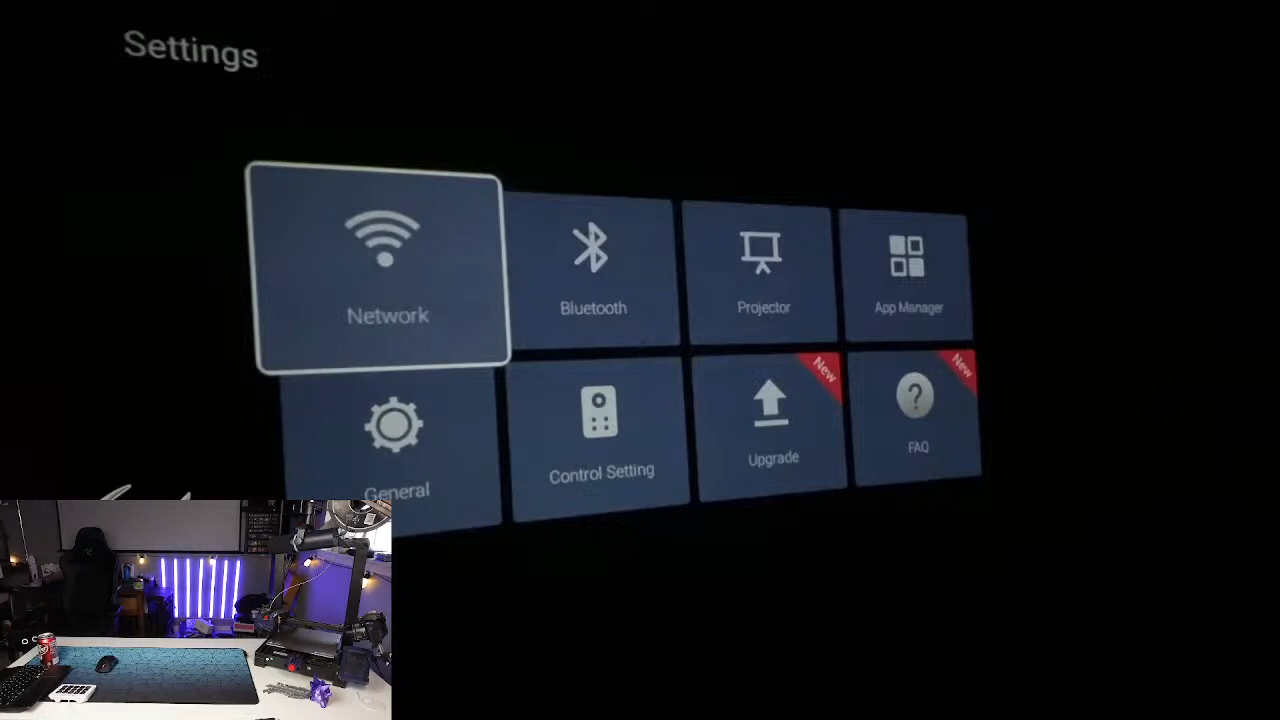 Settings
Network
Bluetooth
Projector
App Manager
General
Control Setting
New
Upgrade
New
FAQ